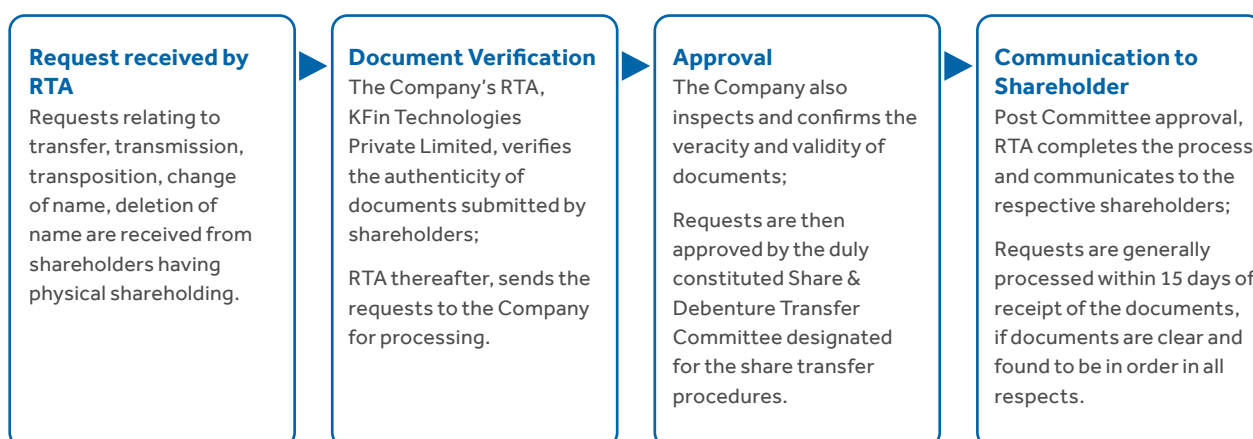 Request received by
RTA
Requests relating to
transfer, transmission,
transposition, change
of name, deletion of
name are received from
shareholders having
physical shareholding.
Document Verification
The Company's RTA,
KFin Technologies
Private Limited, verifies
the authenticity of
documents submitted by
shareholders;
RTA thereafter, sends the
requests to the Company
for processing.
Approval
The Company also
inspects and confirms the
veracity and validity of
documents;
Requests are then
approved by the duly
constituted Share &
Debenture Transfer
Committee designated
for the share transfer
procedures.
Communication to
Shareholder
Post Committee approval,
RTA completes the process
and communicates to the
respective shareholders;
Requests are generally
processed within 15 days of
receipt of the documents,
if documents are clear and
found to be in order in all
respects.